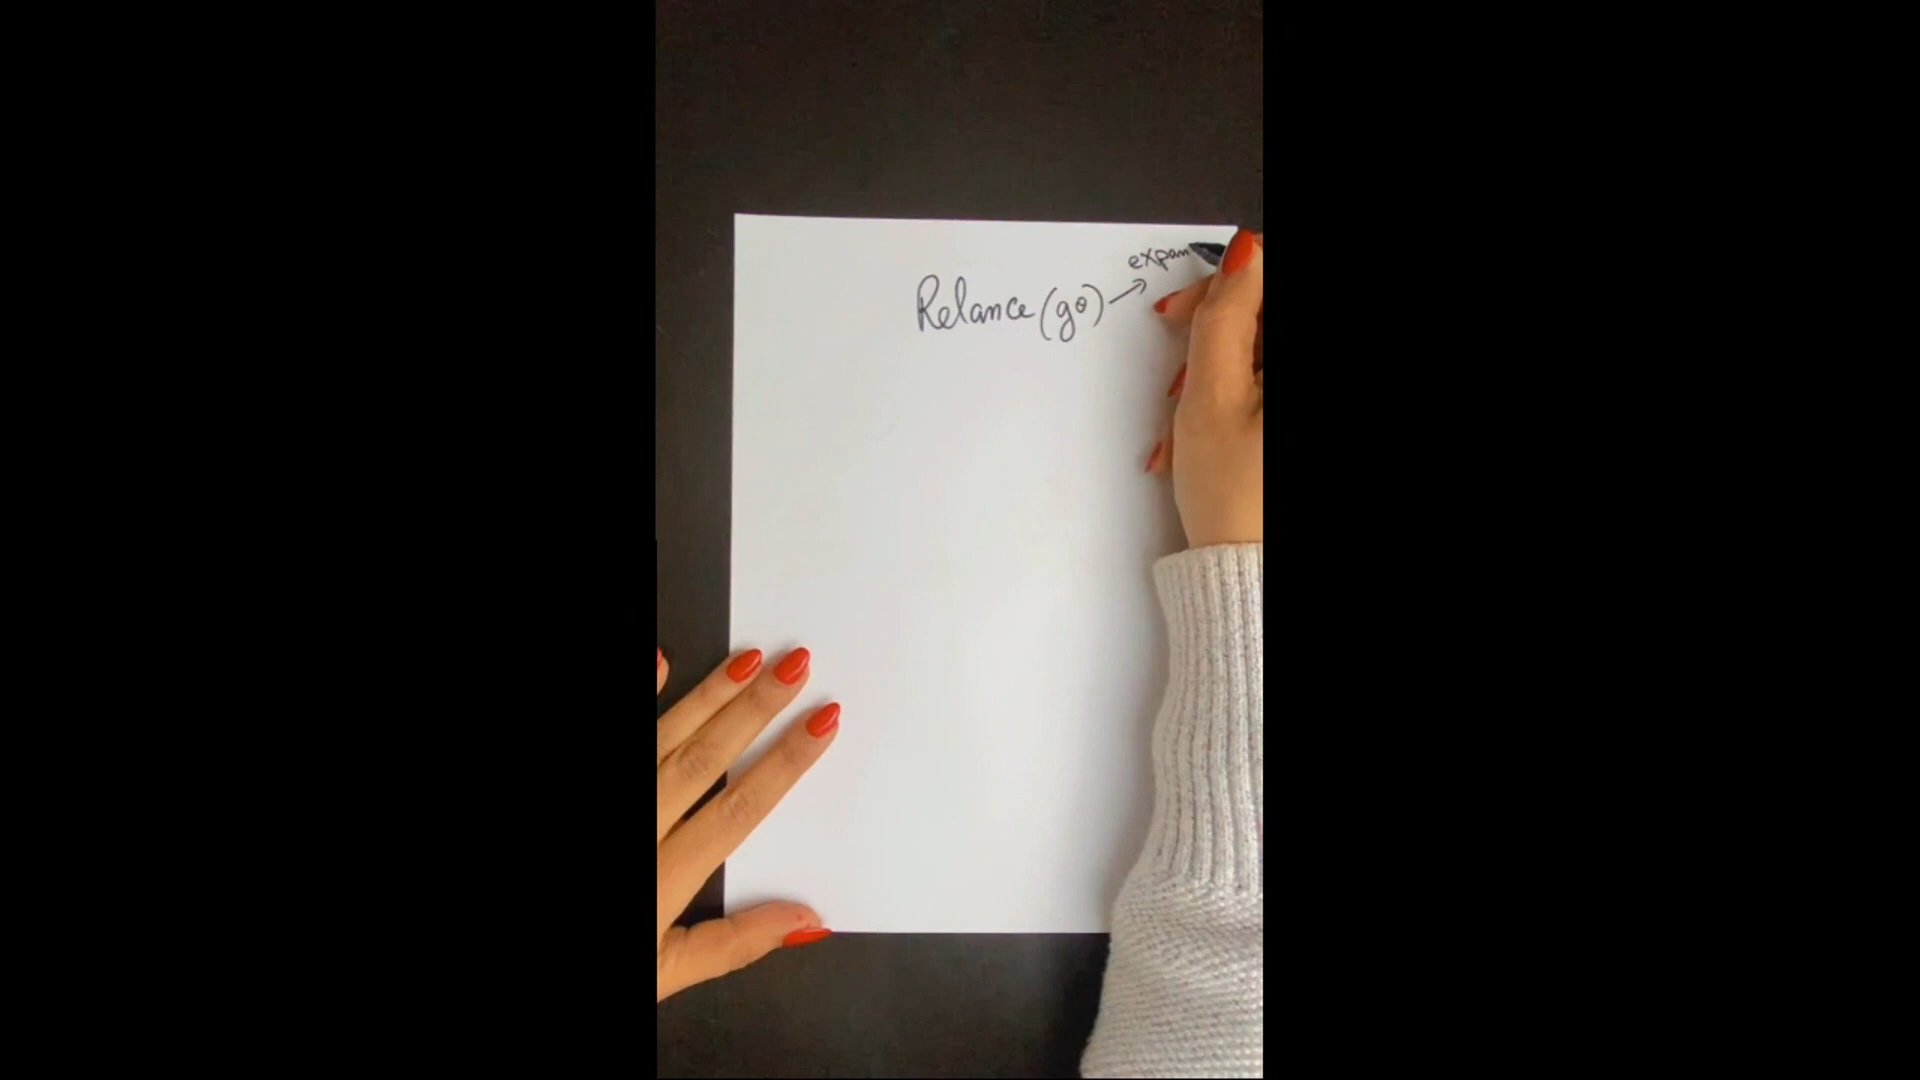 expan
Relance (go) →